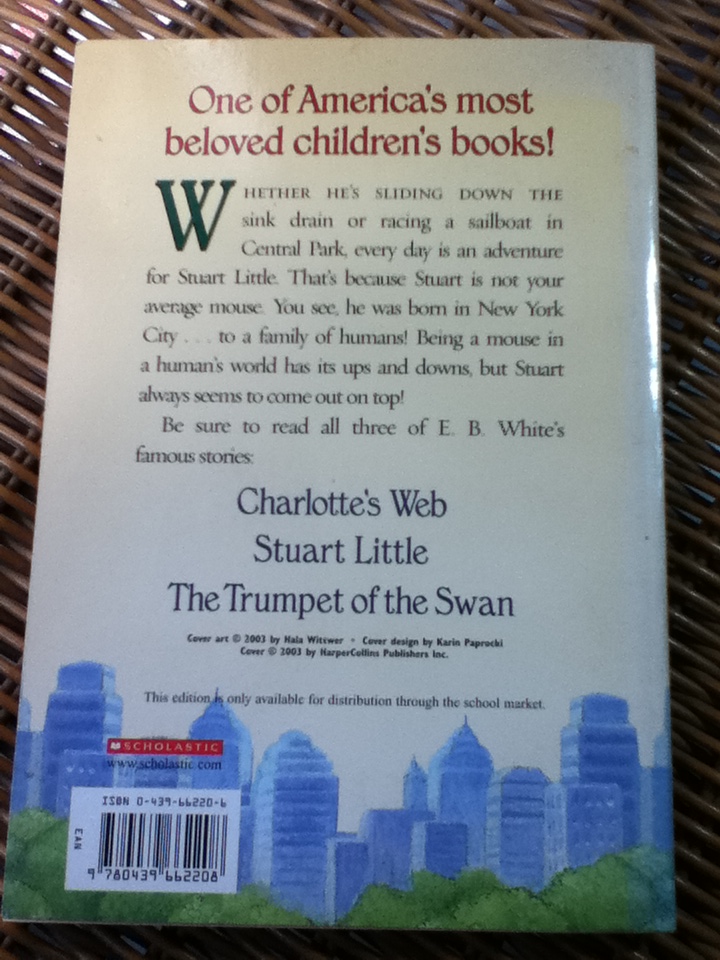 One of America's most
beloved children's books!
WHETHER HE'S SLIDING DOWN THE
sink drain or racing a sailboat in
Central Park, every day is an adventure
for Stuart Little. That's because Stuart is not your
average mouse. You see, he was born in New York
City . . . to a family of humans! Being a mouse in
a human's world has its ups and downs, but Stuart
always seems to come out on top!
Be sure to read all three of E. B. White's
famous stories:
Charlotte's Web
Stuart Little
The Trumpet of the Swan
Cover art © 2003 by Hala Wittwer • Cover design by Karin Paprocki
Cover © 2003 by HarperCollins Publishers Inc.
This edition is only available for distribution through the school market.
SCHOLASTIC
www.scholastic.com
ISBN 0-439-66220-6
EAN
9 780439 662208